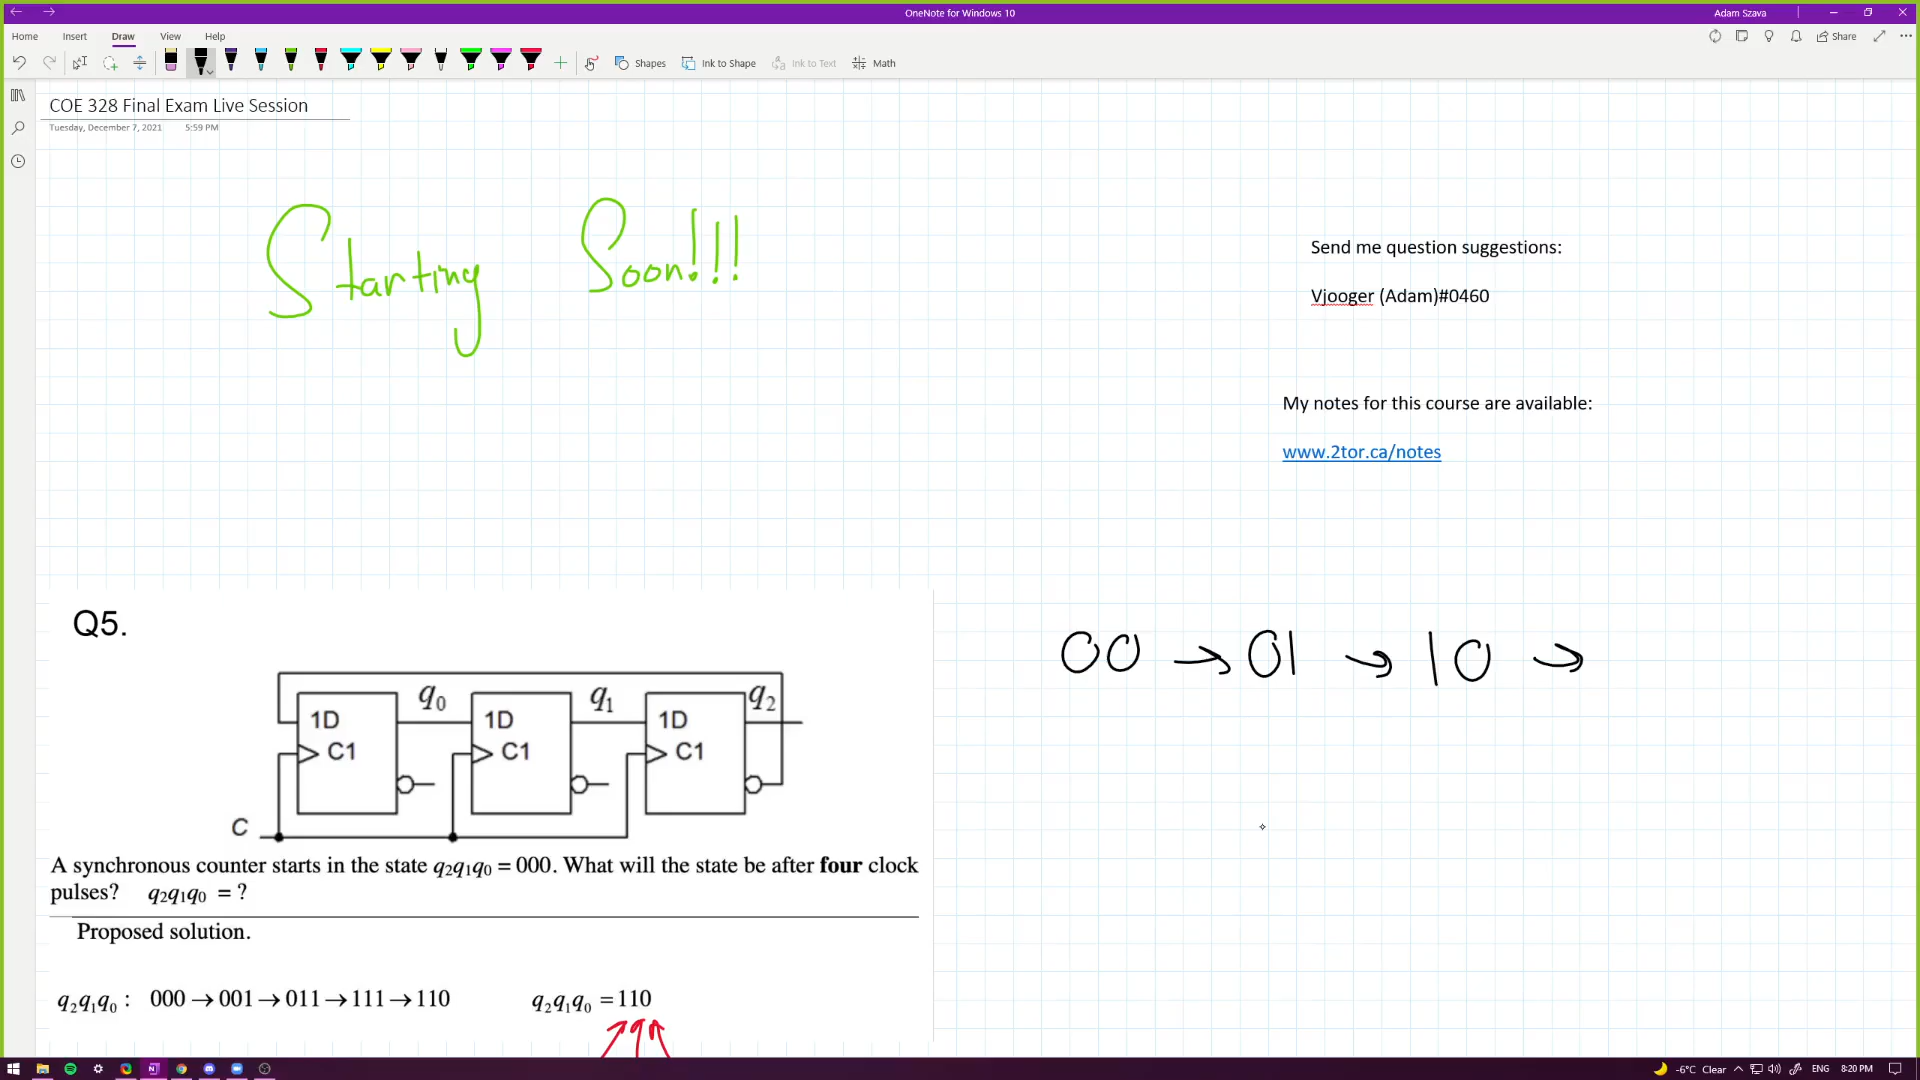 OneNote for Windows 10
Adam Szava
Home Insert Draw View Help
Share
Shapes Ink to Shape Ink to Text Math
COE 328 Final Exam Live Session
Tuesday, December 7, 2021 5:59 PM
Starting Soon!!!
Send me question suggestions:
Vjooger (Adam)#0460
My notes for this course are available:
www.2tor.ca/notes
Q5.
q₀ q₁ q₂
1D 1D 1D
C1 C1 C1
C
00 → 01 → 10 →
A synchronous counter starts in the state q₂q₁q₀ = 000. What will the state be after four clock
pulses? q₂q₁q₀ = ?
Proposed solution.
q₂q₁q₀ : 000 → 001 → 011 → 111 → 110 q₂q₁q₀ = 110
-6°C Clear ENG 8:20 PM